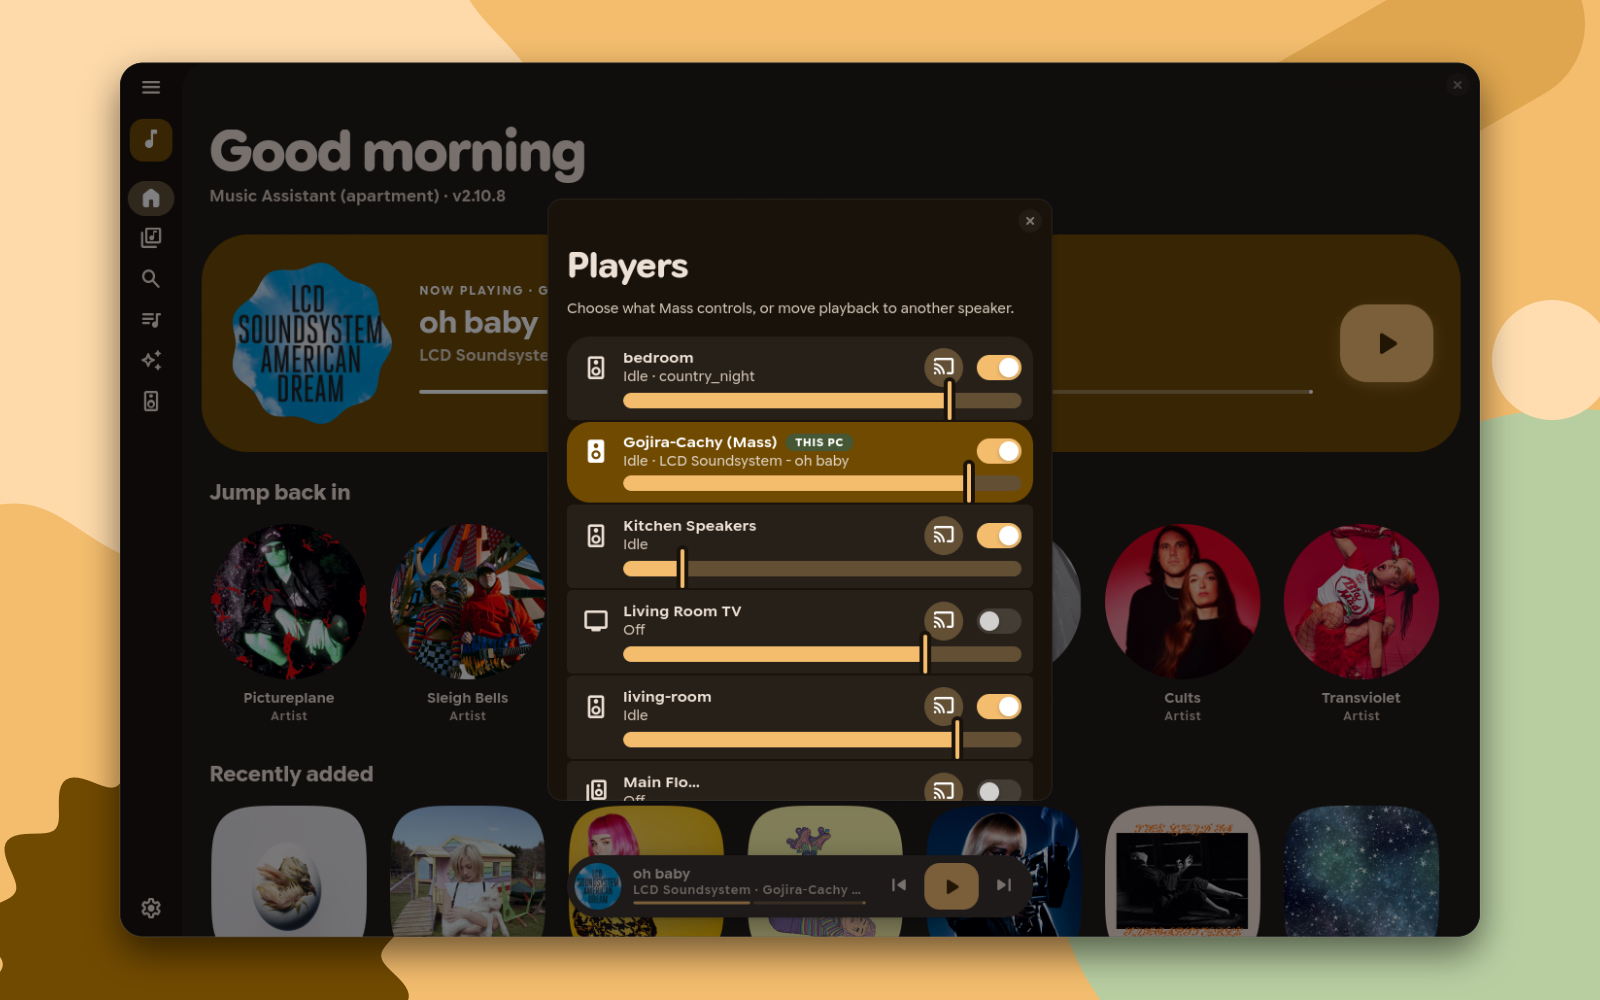 Good morning
Music Assistant (apartment) · v2.10.8
NOW PLAYING · G
oh baby
LCD Soundsyste
LCD
SOUNDSYSTEM
AMERICAN
DREAM
Players
Choose what Mass controls, or move playback to another speaker.
bedroom
Idle · country_night
Gojira-Cachy (Mass) THIS PC
Idle · LCD Soundsystem - oh baby
Kitchen Speakers
Idle
Living Room TV
Off
living-room
Idle
Main Flo...
Off
Jump back in
Pictureplane
Artist
Sleigh Bells
Artist
Cults
Artist
Transviolet
Artist
Recently added
oh baby
LCD Soundsystem · Gojira-Cachy ...